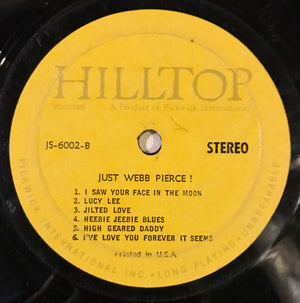 HILLTOP
RECORDS A Product of Pickwick International
JS-6002-B STEREO
JUST WEBB PIERCE !
1. I SAW YOUR FACE IN THE MOON
2. LUCY LEE
3. JILTED LOVE
4. HEEBIE JEEBIE BLUES
5. HIGH GEARED DADDY
6. I'VE LOVE YOU FOREVER IT SEEMS
Printed in U.S.A.
PICKWICK INTERNATIONAL INC. • LONG PLAYING • UNBREAKABLE